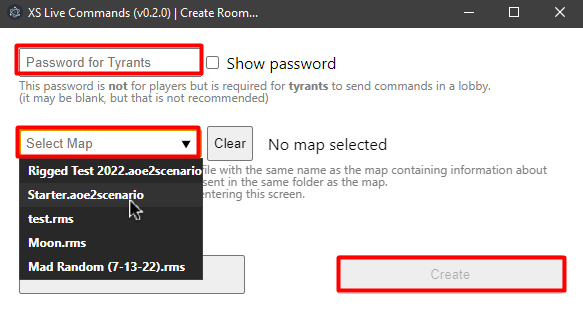 XS Live Commands (v0.2.0) | Create Room...
Password for Tyrants
Show password
This password is not for players but is required for tyrants to send commands in a lobby.
(it may be blank, but that is not recommended)
Select Map
Clear
No map selected
Rigged Test 2022.aoe2scenario
file with the same name as the map containing information about
Starter.aoe2scenario
sent in the same folder as the map.
entering this screen.
test.rms
Moon.rms
Mad Random (7-13-22).rms
Create